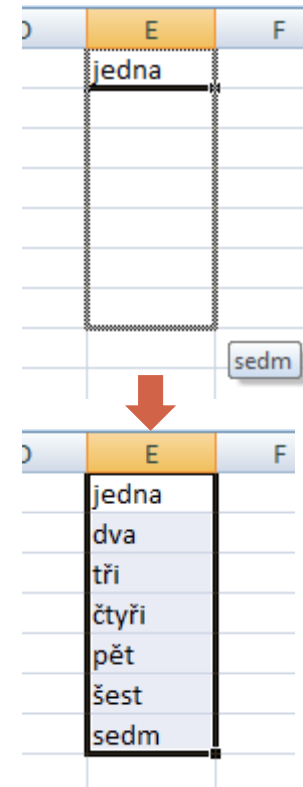 D E F
jedna
sedm
D E F
jedna
dva
tři
čtyři
pět
šest
sedm